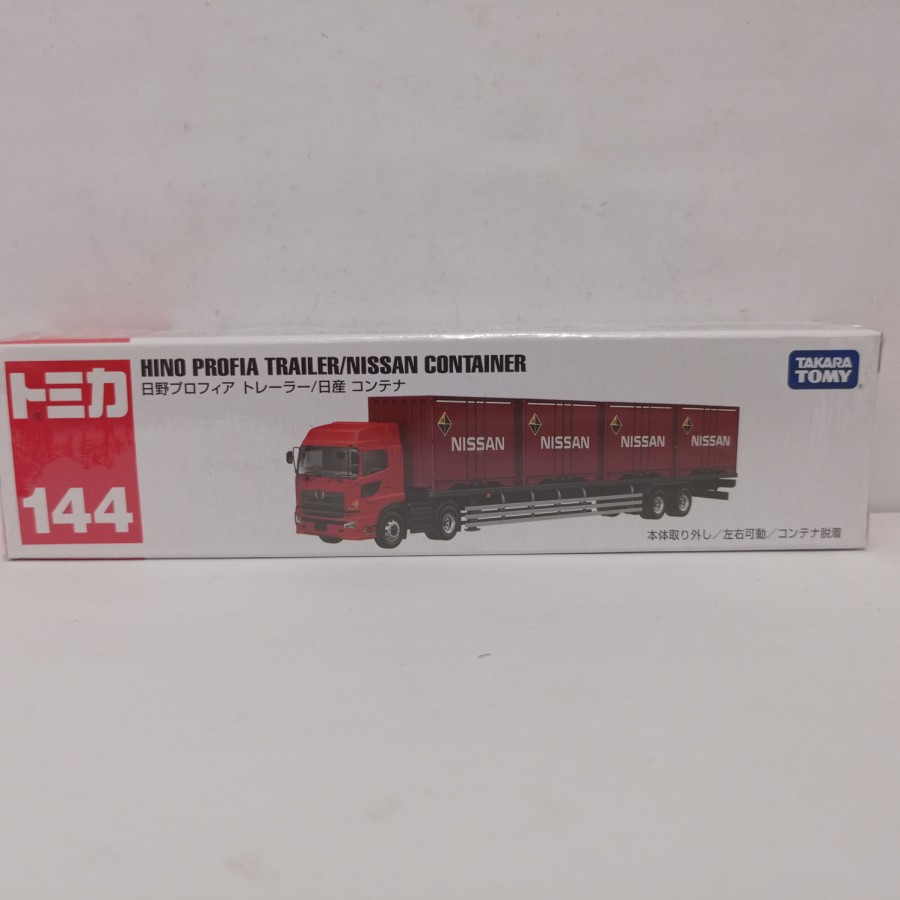 トミカ
144
HINO PROFIA TRAILER/NISSAN CONTAINER
日野プロフィア トレーラー/日産 コンテナ
TAKARA
TOMY
NISSAN NISSAN NISSAN NISSAN
本体取り外し/左右可動/コンテナ脱着